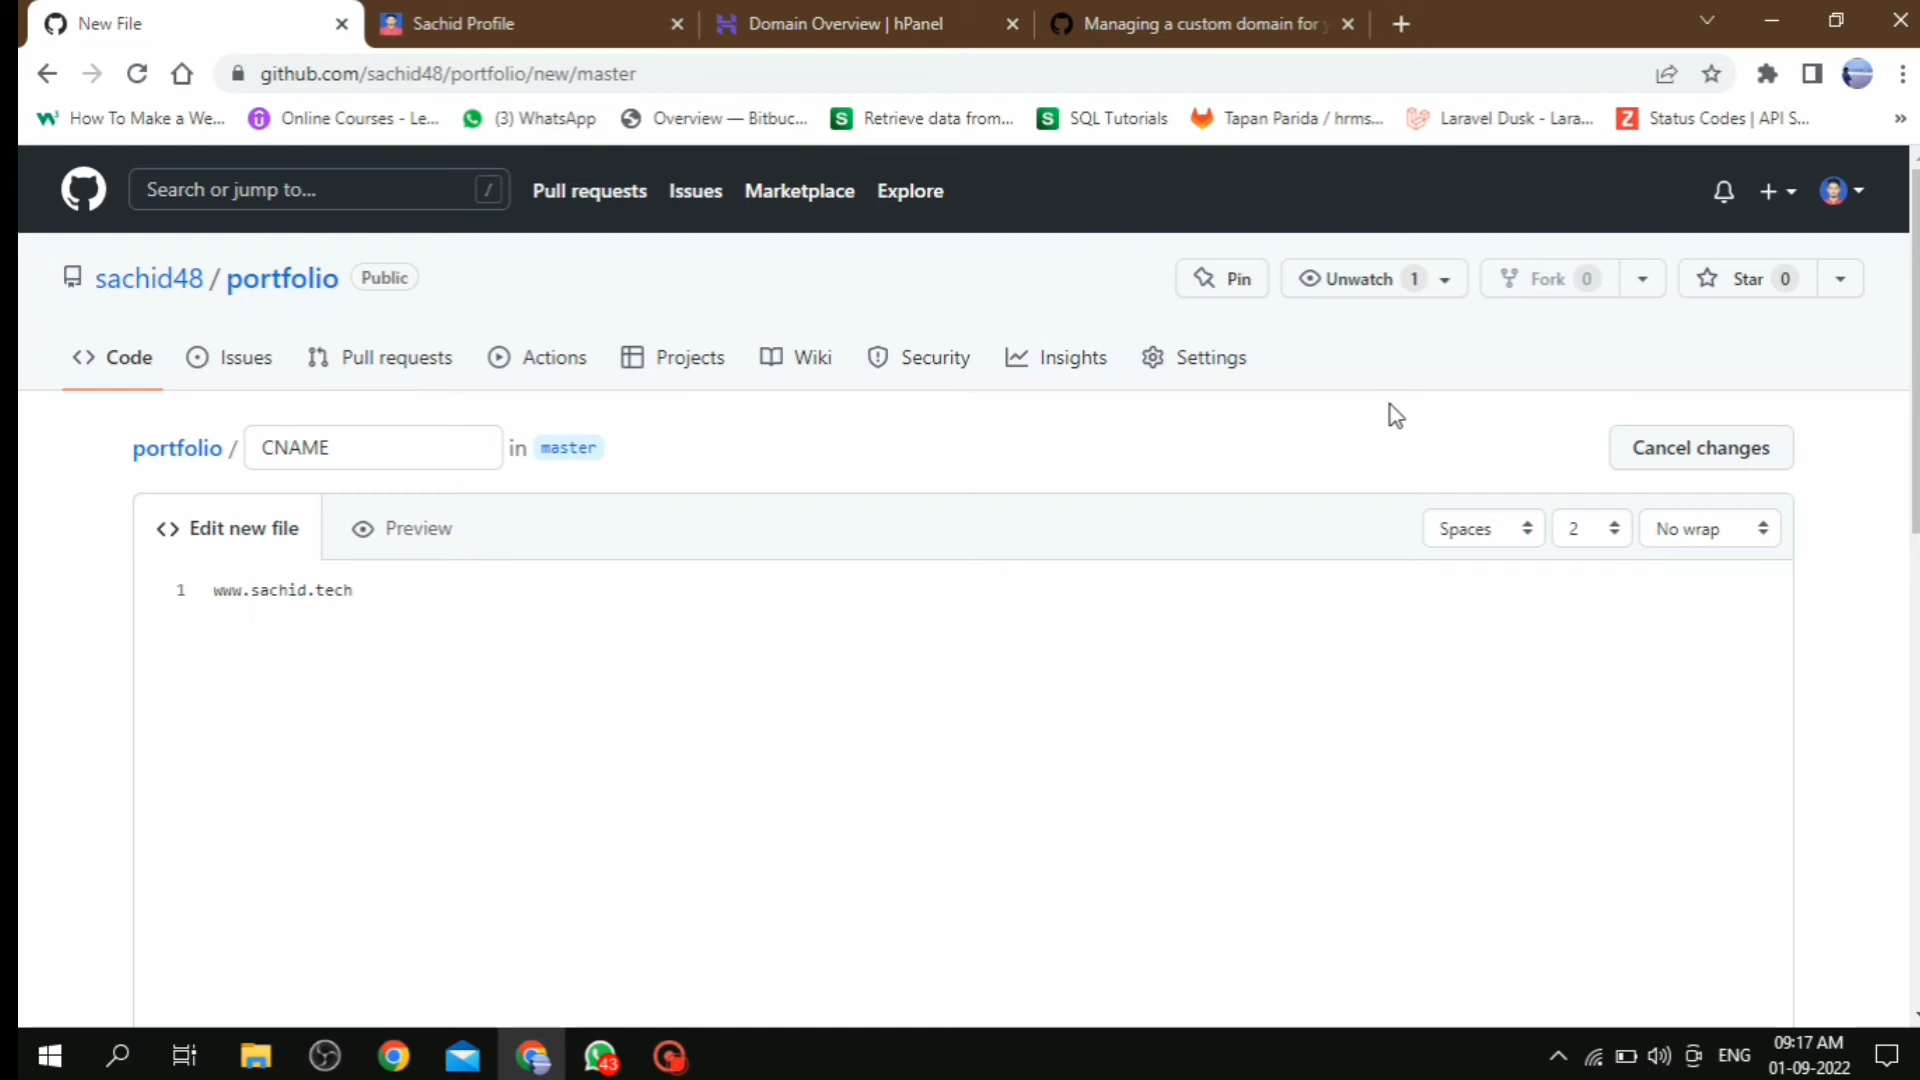 New File
Sachid Profile
Domain Overview | hPanel
Managing a custom domain for
github.com/sachid48/portfolio/new/master
How To Make a We...
Online Courses - Le...
(3) WhatsApp
Overview — Bitbuc...
S
Retrieve data from...
S
SQL Tutorials
Tapan Parida / hrms...
Laravel Dusk - Lara...
Z
Status Codes | API S...
Search or jump to...
/
Pull requests
Issues
Marketplace
Explore
sachid48 / portfolio
Public
Pin
Unwatch 1
Fork 0
Star 0
Code
Issues
Pull requests
Actions
Projects
Wiki
Security
Insights
Settings
portfolio / CNAME in master
Cancel changes
Edit new file
Preview
Spaces
2
No wrap
1 www.sachid.tech
43
ENG
09:17 AM
01-09-2022